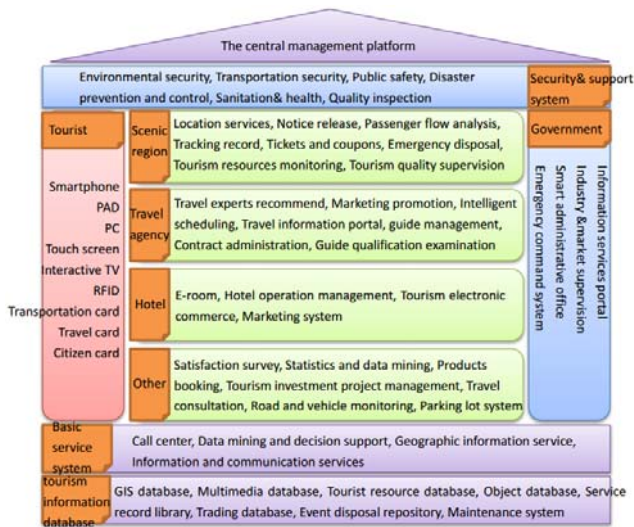 The central management platform
Environmental security, Transportation security, Public safety, Disaster
prevention and control, Sanitation& health, Quality inspection
Security& support
system
Tourist
Smartphone
PAD
PC
Touch screen
Interactive TV
RFID
Transportation card
Travel card
Citizen card
Scenic
region
Location services, Notice release, Passenger flow analysis,
Tracking record, Tickets and coupons, Emergency disposal,
Tourism resources monitoring, Tourism quality supervision
Travel
agency
Travel experts recommend, Marketing promotion, Intelligent
scheduling, Travel information portal, guide management,
Contract administration, Guide qualification examination
Hotel
E-room, Hotel operation management, Tourism electronic
commerce, Marketing system
Other
Satisfaction survey, Statistics and data mining, Products
booking, Tourism investment project management, Travel
consultation, Road and vehicle monitoring, Parking lot system
Government
Information services portal
Industry &market supervision
Smart administrative office
Emergency command system
Basic
service
system
Call center, Data mining and decision support, Geographic information service,
Information and communication services
tourism
information
database
GIS database, Multimedia database, Tourist resource database, Object database, Service
record library, Trading database, Event disposal repository, Maintenance system